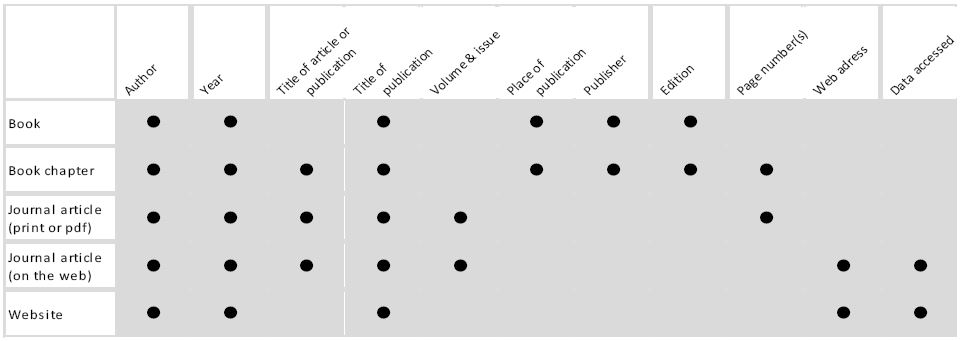 Author
Year
Title of article or
publication
Title of
publication
Volume & issue
Place of
publication
Publisher
Edition
Page number(s)
Web adress
Data accessed
Book
Book chapter
Journal article
(print or pdf)
Journal article
(on the web)
Website